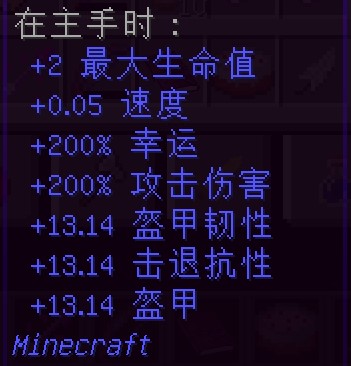 在主手时：
+2 最大生命值
+0.05 速度
+200% 幸运
+200% 攻击伤害
+13.14 盔甲韧性
+13.14 击退抗性
+13.14 盔甲
Minecraft